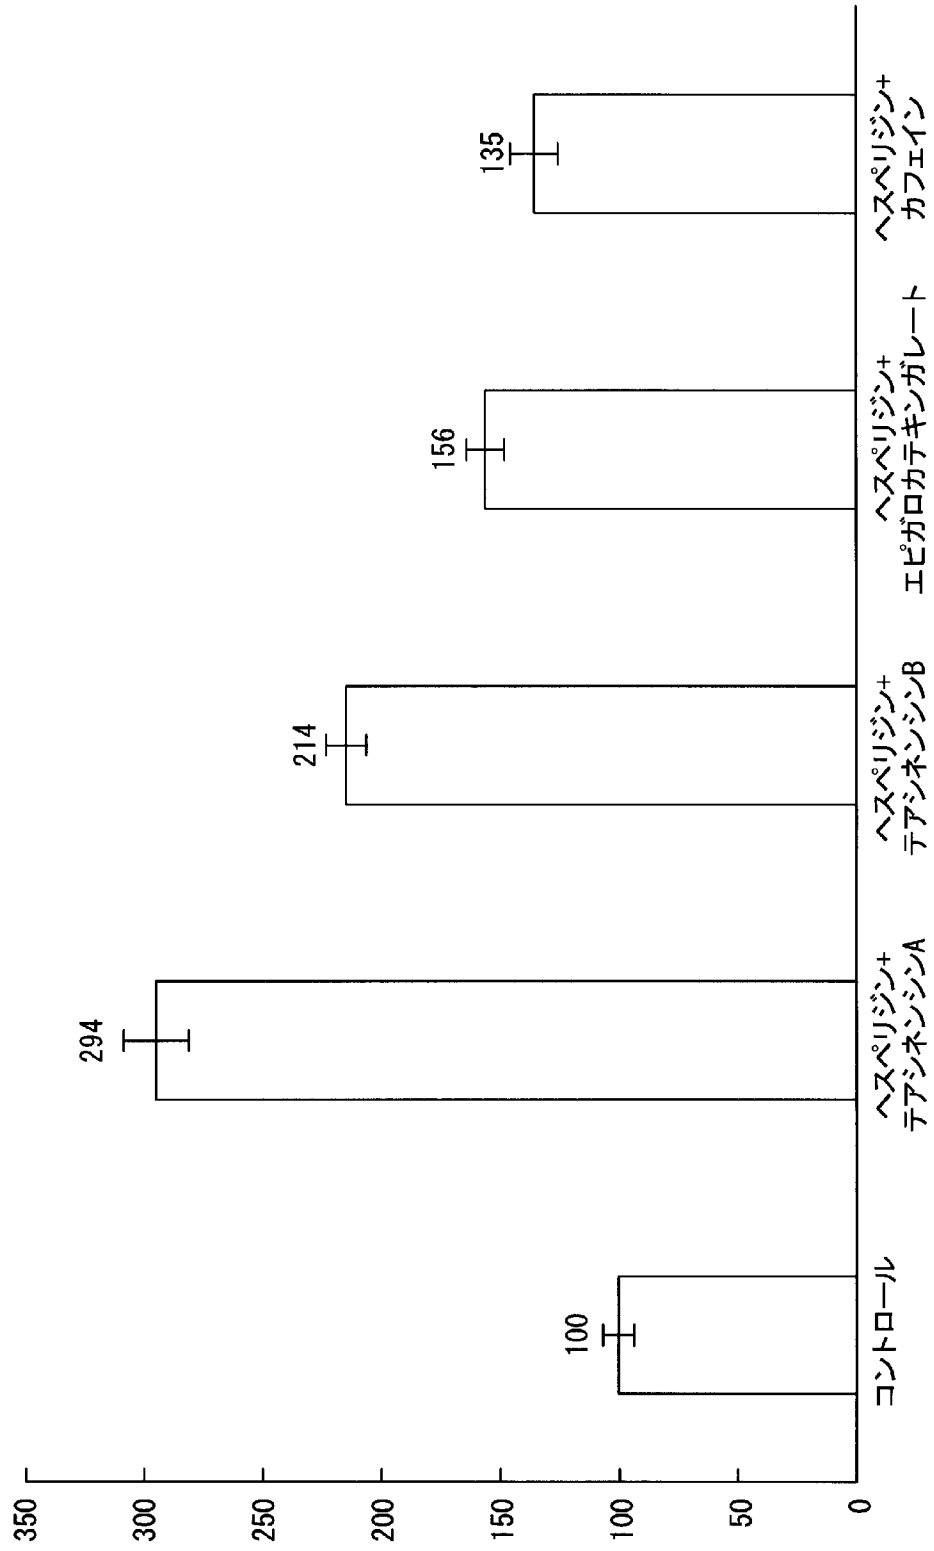 350
300
250
200
150
100
50
0
100
294
214
156
135
コントロール
ヘスペリジン+
テアシネンシンA
ヘスペリジン+
テアシネンシンB
ヘスペリジン+
エピガロカテキンガレート
ヘスペリジン+
カフェイン